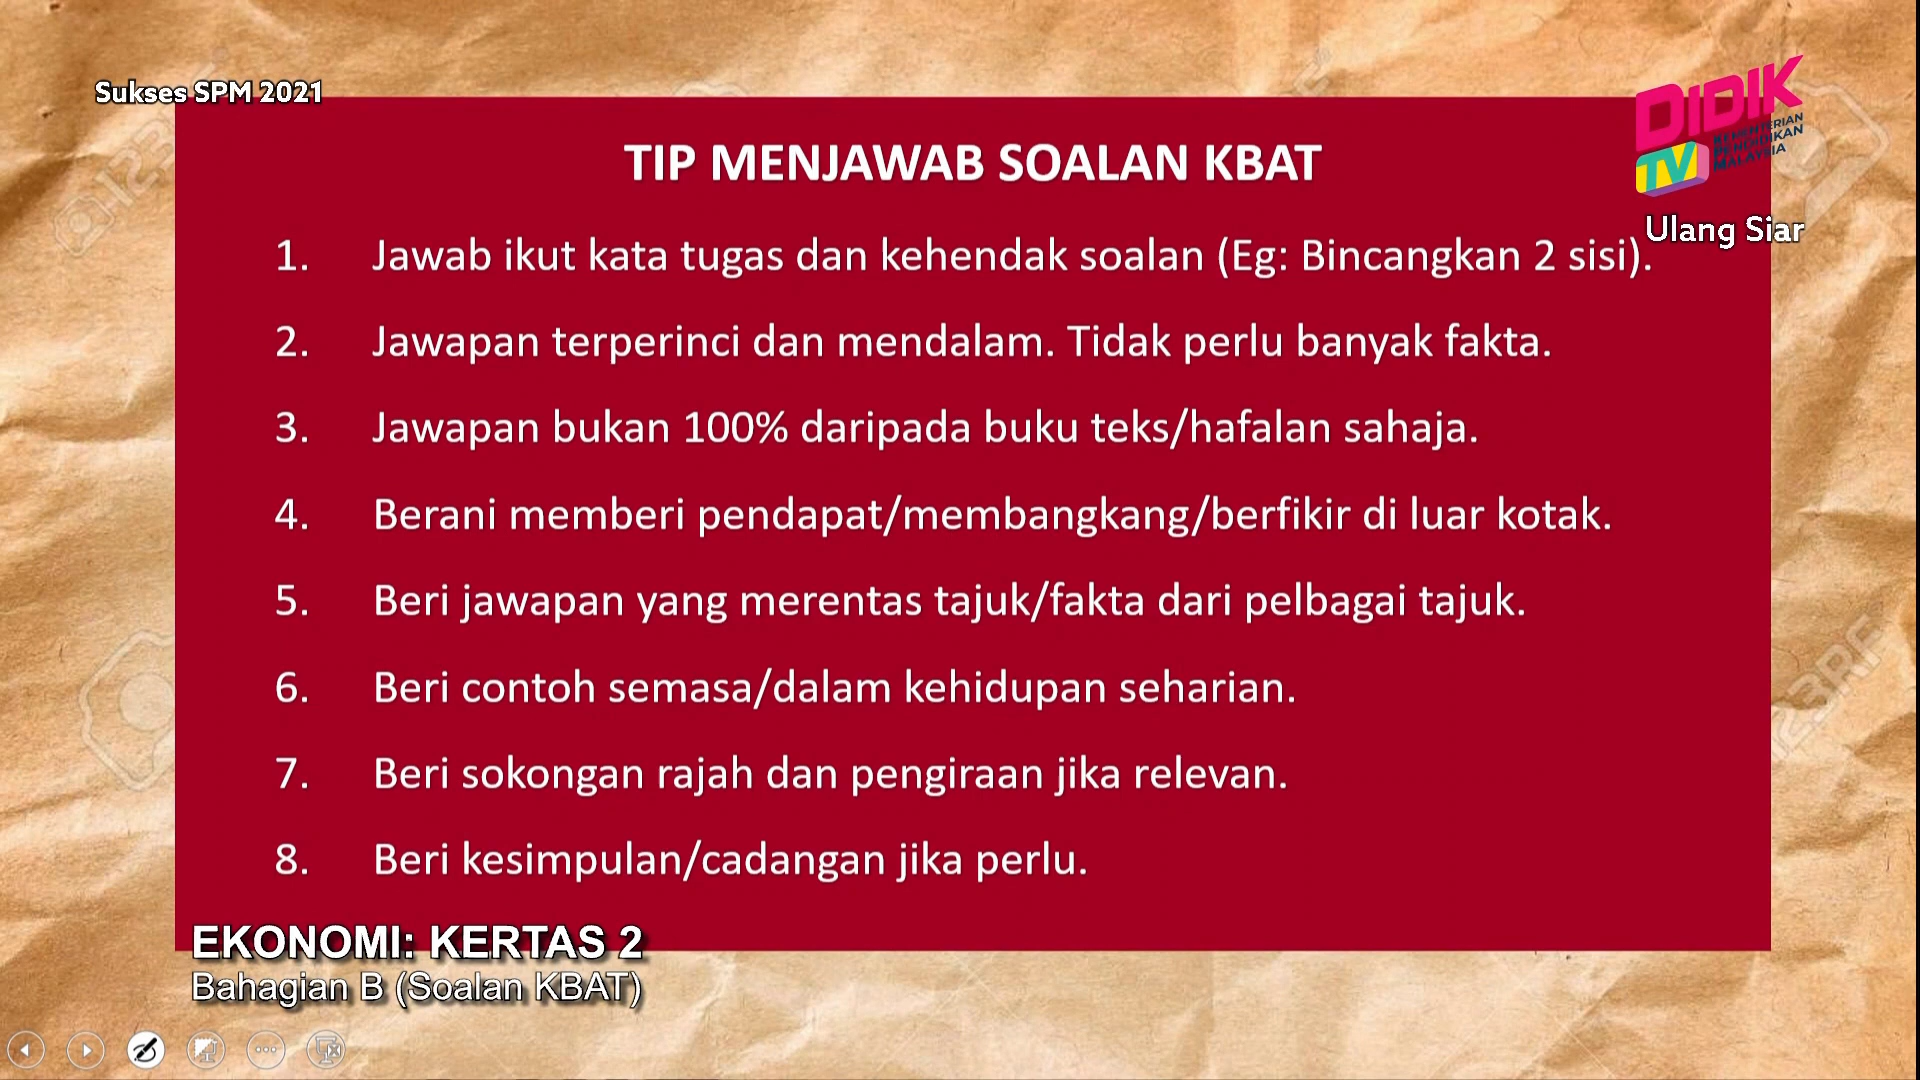 Sukses SPM 2021
DIDIK
TV
KEMENTERIAN
PENDIDIKAN
MALAYSIA
Ulang Siar
TIP MENJAWAB SOALAN KBAT
1. Jawab ikut kata tugas dan kehendak soalan (Eg: Bincangkan 2 sisi).
2. Jawapan terperinci dan mendalam. Tidak perlu banyak fakta.
3. Jawapan bukan 100% daripada buku teks/hafalan sahaja.
4. Berani memberi pendapat/membangkang/berfikir di luar kotak.
5. Beri jawapan yang merentas tajuk/fakta dari pelbagai tajuk.
6. Beri contoh semasa/dalam kehidupan seharian.
7. Beri sokongan rajah dan pengiraan jika relevan.
8. Beri kesimpulan/cadangan jika perlu.
EKONOMI: KERTAS 2
Bahagian B (Soalan KBAT)